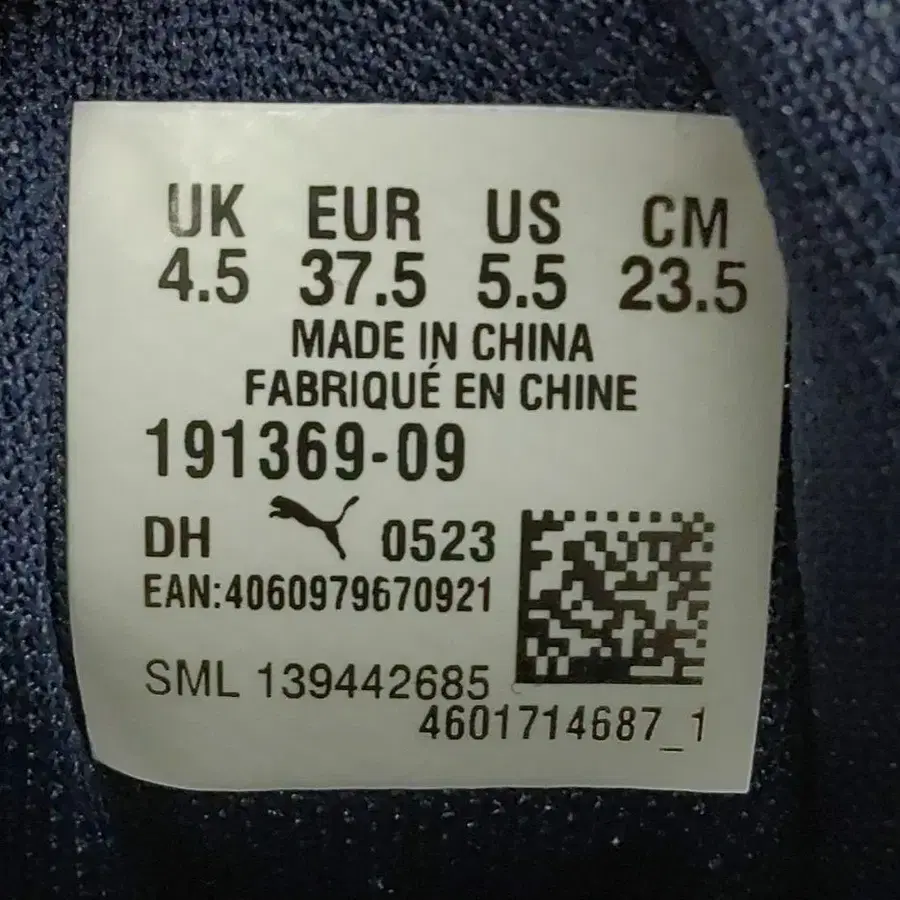 UK EUR US CM
4.5 37.5 5.5 23.5
MADE IN CHINA
FABRIQUÉ EN CHINE
191369-09
DH 0523
EAN:4060979670921
SML 139442685
4601714687_1